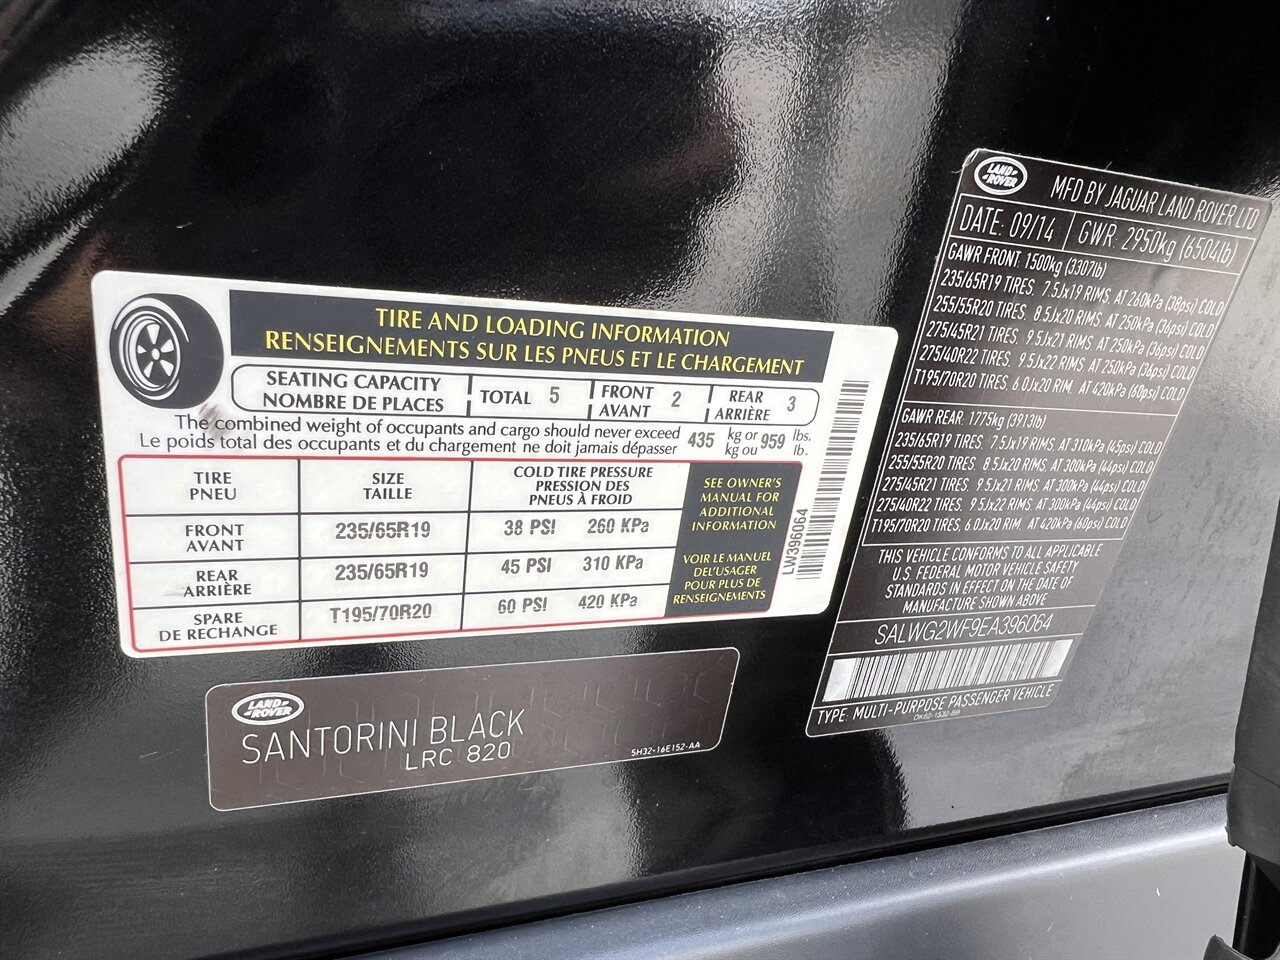 TIRE AND LOADING INFORMATION
RENSEIGNEMENTS SUR LES PNEUS ET LE CHARGEMENT
SEATING CAPACITY
NOMBRE DE PLACES
TOTAL 5
FRONT
AVANT
2
REAR
ARRIÈRE
3
The combined weight of occupants and cargo should never exceed
Le poids total des occupants et du chargement ne doit jamais dépasser
435
kg or
kg ou
959
lbs.
lb.
TIRE
PNEU
SIZE
TAILLE
COLD TIRE PRESSURE
PRESSION DES
PNEUS À FROID
FRONT
AVANT
235/65R19
38 PSI 260 KPa
REAR
ARRIÈRE
235/65R19
45 PSI 310 KPa
SPARE
DE RECHANGE
T195/70R20
60 PSI 420 KPa
SEE OWNER'S
MANUAL FOR
ADDITIONAL
INFORMATION
VOIR LE MANUEL
DEL'USAGER
POUR PLUS DE
RENSEIGNEMENTS
LW396064
LAND
ROVER
SANTORINI BLACK
LRC 820
5H32-16E152-AA
LAND
ROVER
MFD BY JAGUAR LAND ROVER LTD
DATE: 09/14 GWR: 2950kg (6504lb)
GAWR FRONT: 1500kg (3307lb)
235/65R19 TIRES. 7.5Jx19 RIMS. AT 260kPa (38psi) COLD
255/55R20 TIRES. 8.5Jx20 RIMS. AT 250kPa (36psi) COLD
275/45R21 TIRES. 9.5Jx21 RIMS. AT 250kPa (36psi) COLD
275/40R22 TIRES. 9.5Jx22 RIMS. AT 250kPa (36psi) COLD
T195/70R20 TIRES. 6.0Jx20 RIM. AT 420kPa (60psi) COLD
GAWR REAR: 1775kg (3913lb)
235/65R19 TIRES. 7.5Jx19 RIMS. AT 310kPa (45psi) COLD
255/55R20 TIRES. 8.5Jx20 RIMS. AT 300kPa (44psi) COLD
275/45R21 TIRES. 9.5Jx21 RIMS. AT 300kPa (44psi) COLD
275/40R22 TIRES. 9.5Jx22 RIMS. AT 300kPa (44psi) COLD
T195/70R20 TIRES. 6.0Jx20 RIM. AT 420kPa (60psi) COLD
THIS VEHICLE CONFORMS TO ALL APPLICABLE
U.S. FEDERAL MOTOR VEHICLE SAFETY
STANDARDS IN EFFECT ON THE DATE OF
MANUFACTURE SHOWN ABOVE
SALWG2WF9EA396064
TYPE: MULTI-PURPOSE PASSENGER VEHICLE